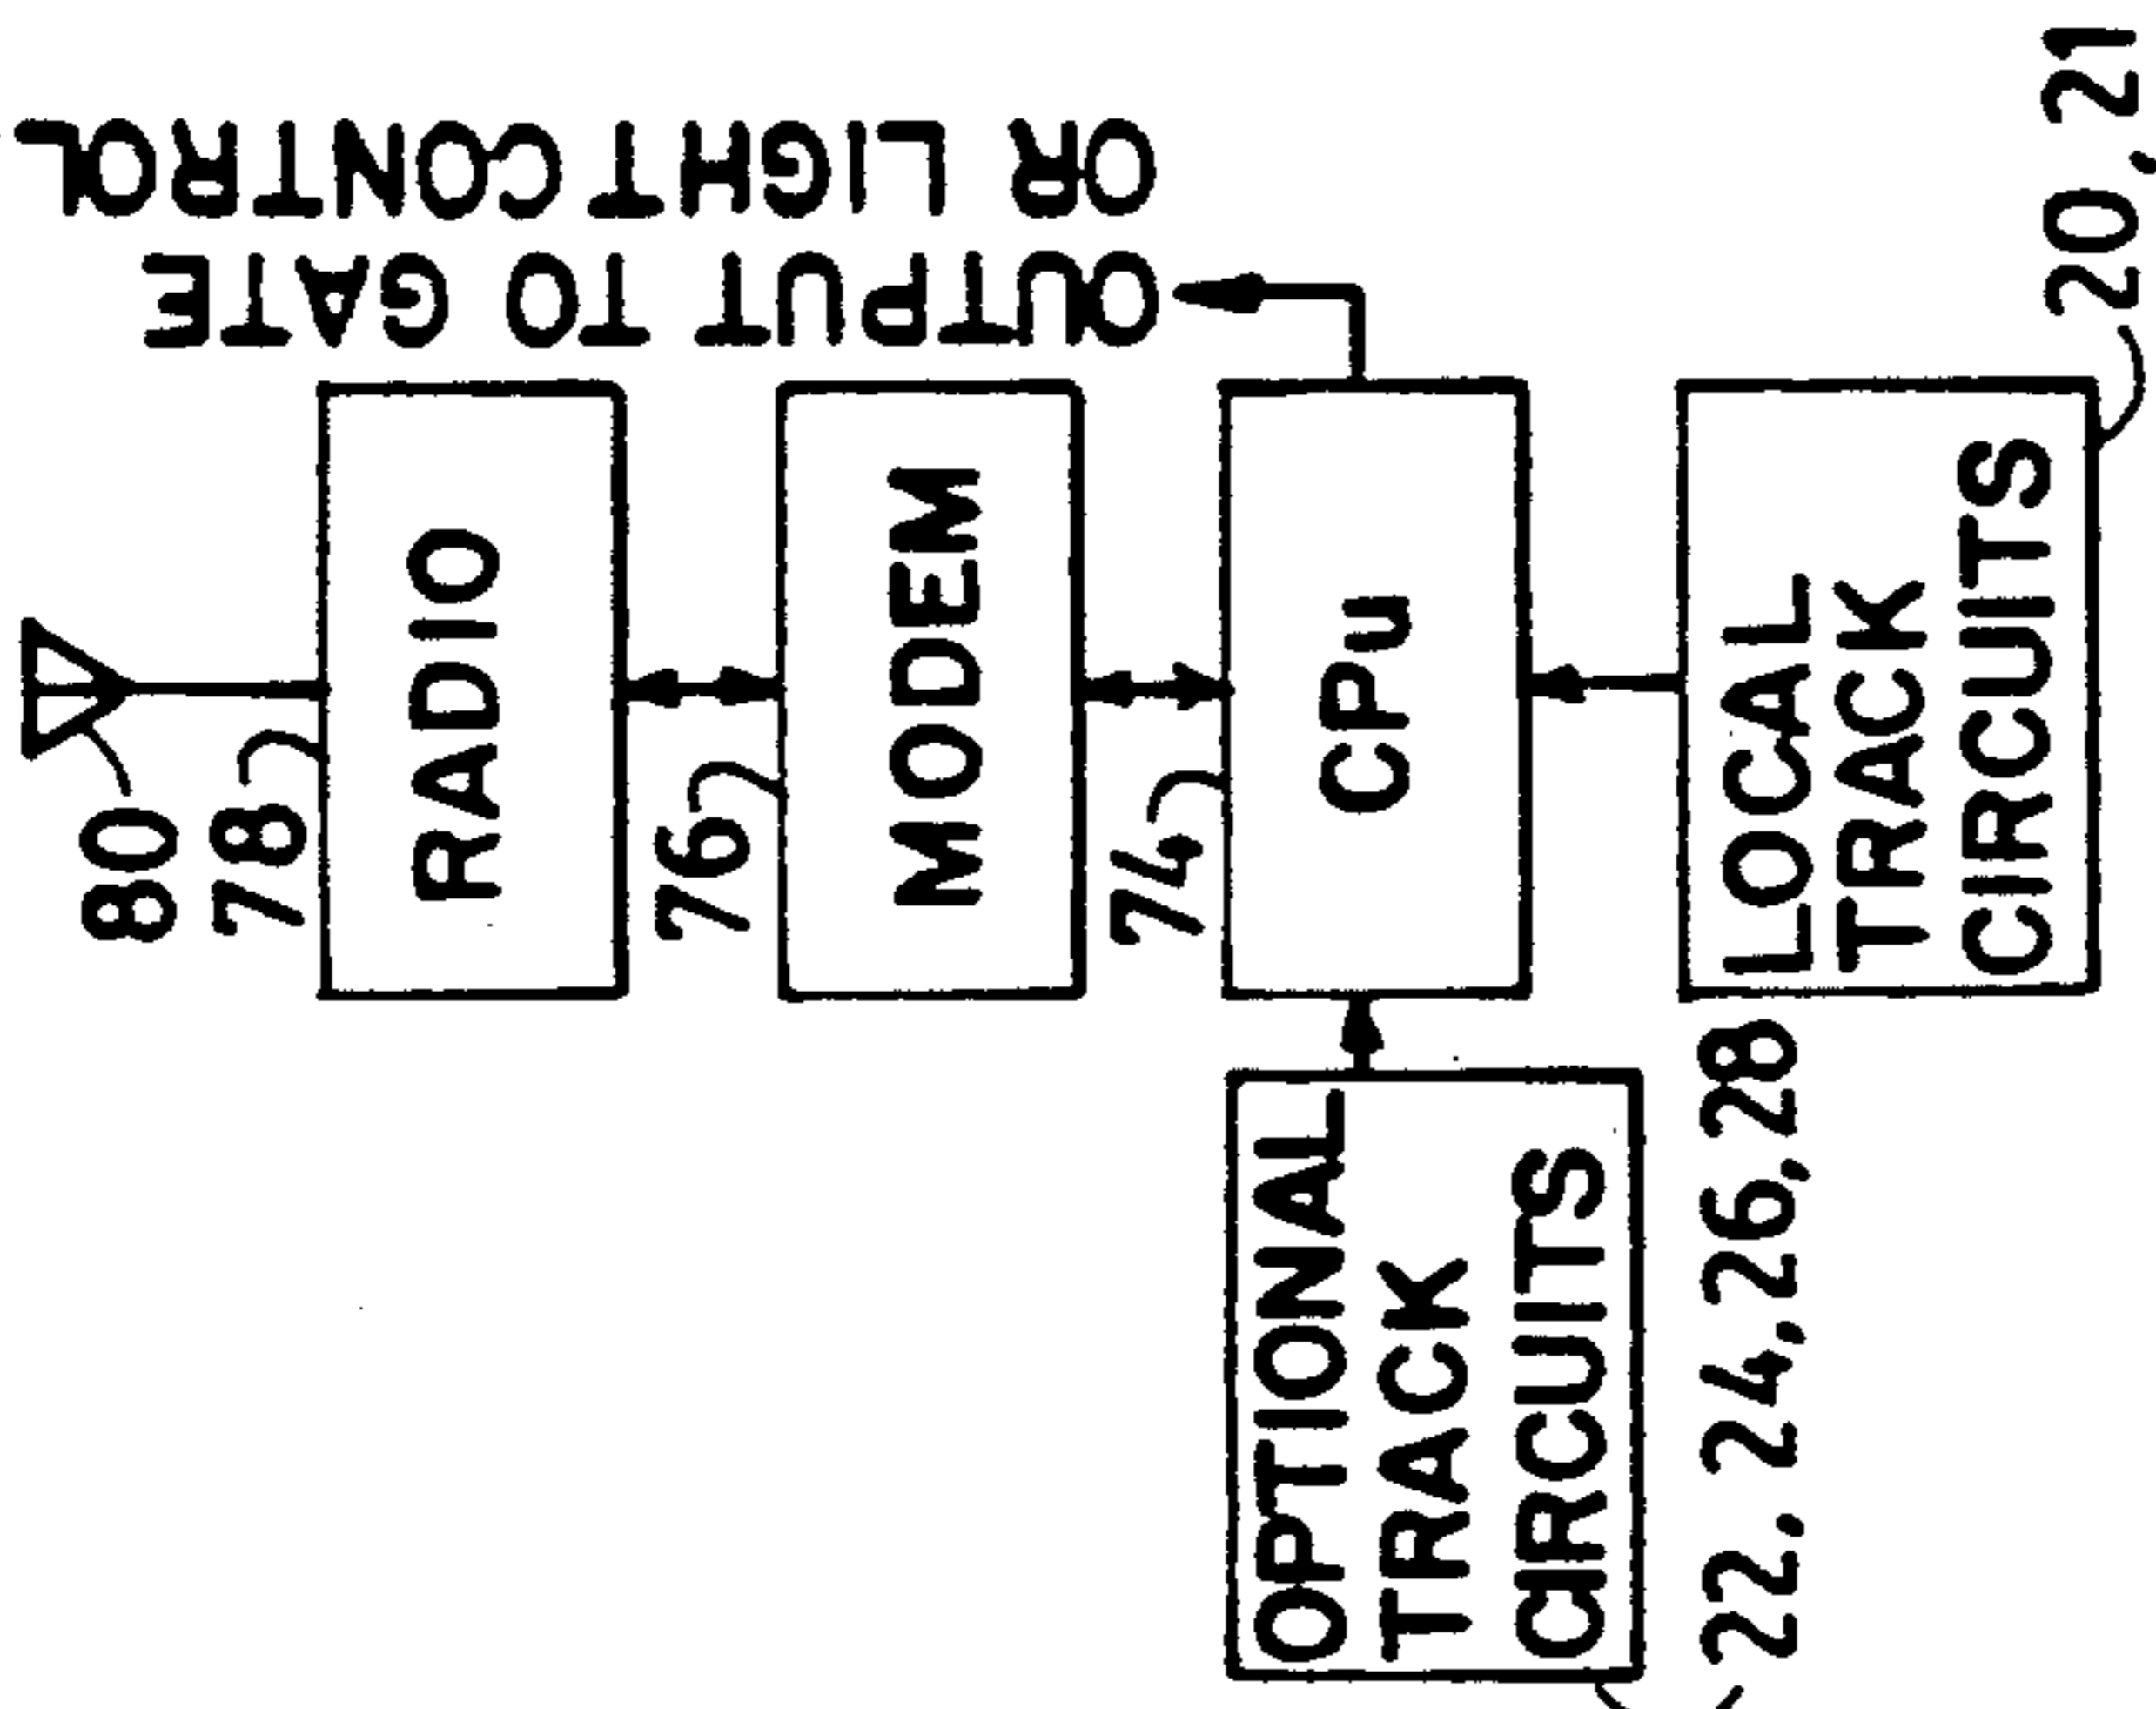 80
78
RADIO
76
MODEM
74
CPU
OUTPUT TO GATE
OR LIGHT CONTROL
LOCAL
TRACK
CIRCUITS
20, 21
OPTIONAL
TRACK
CIRCUITS
22, 24, 26, 28